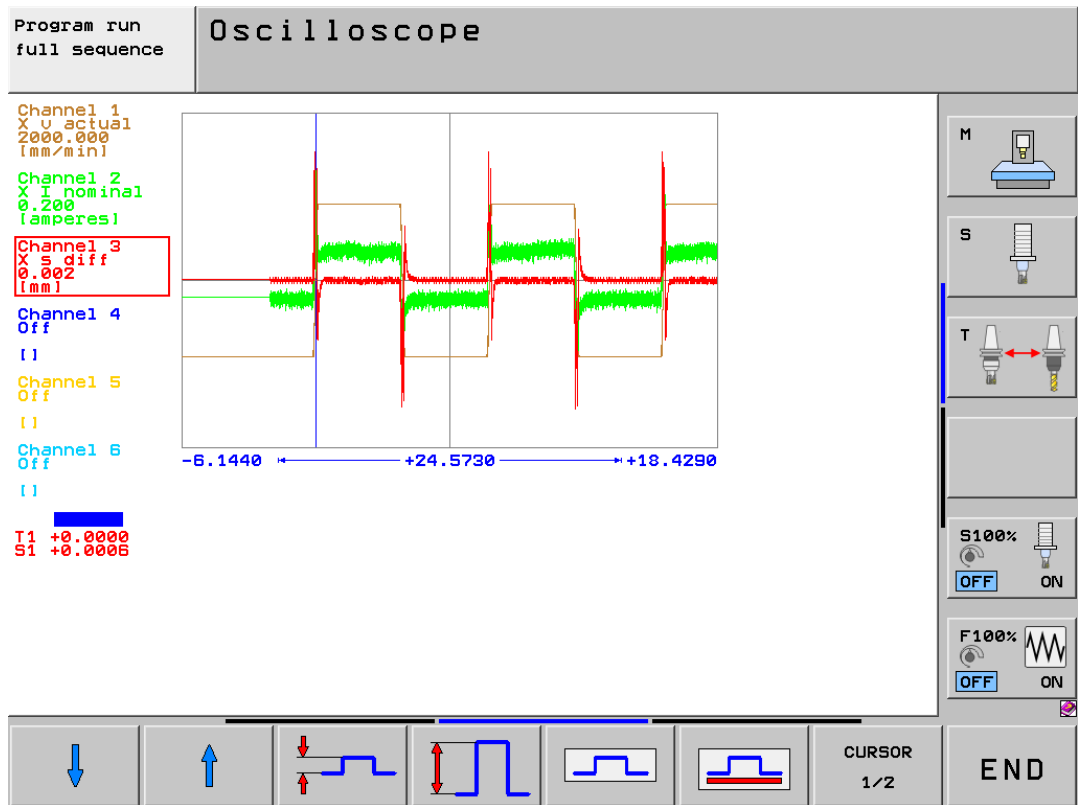 Program run
full sequence
Oscilloscope
Channel 1
X v actual
2000.000
[mm/min]
Channel 2
X I nominal
0.200
[amperes]
Channel 3
X s diff
0.002
[mm]
Channel 4
Off
[]
Channel 5
Off
[]
Channel 6
Off
[]
T1 +0.0000
S1 +0.0006
-6.1440 +24.5730 +18.4290
M
S
T
S100%
OFF ON
F100%
OFF ON
CURSOR
1/2
END